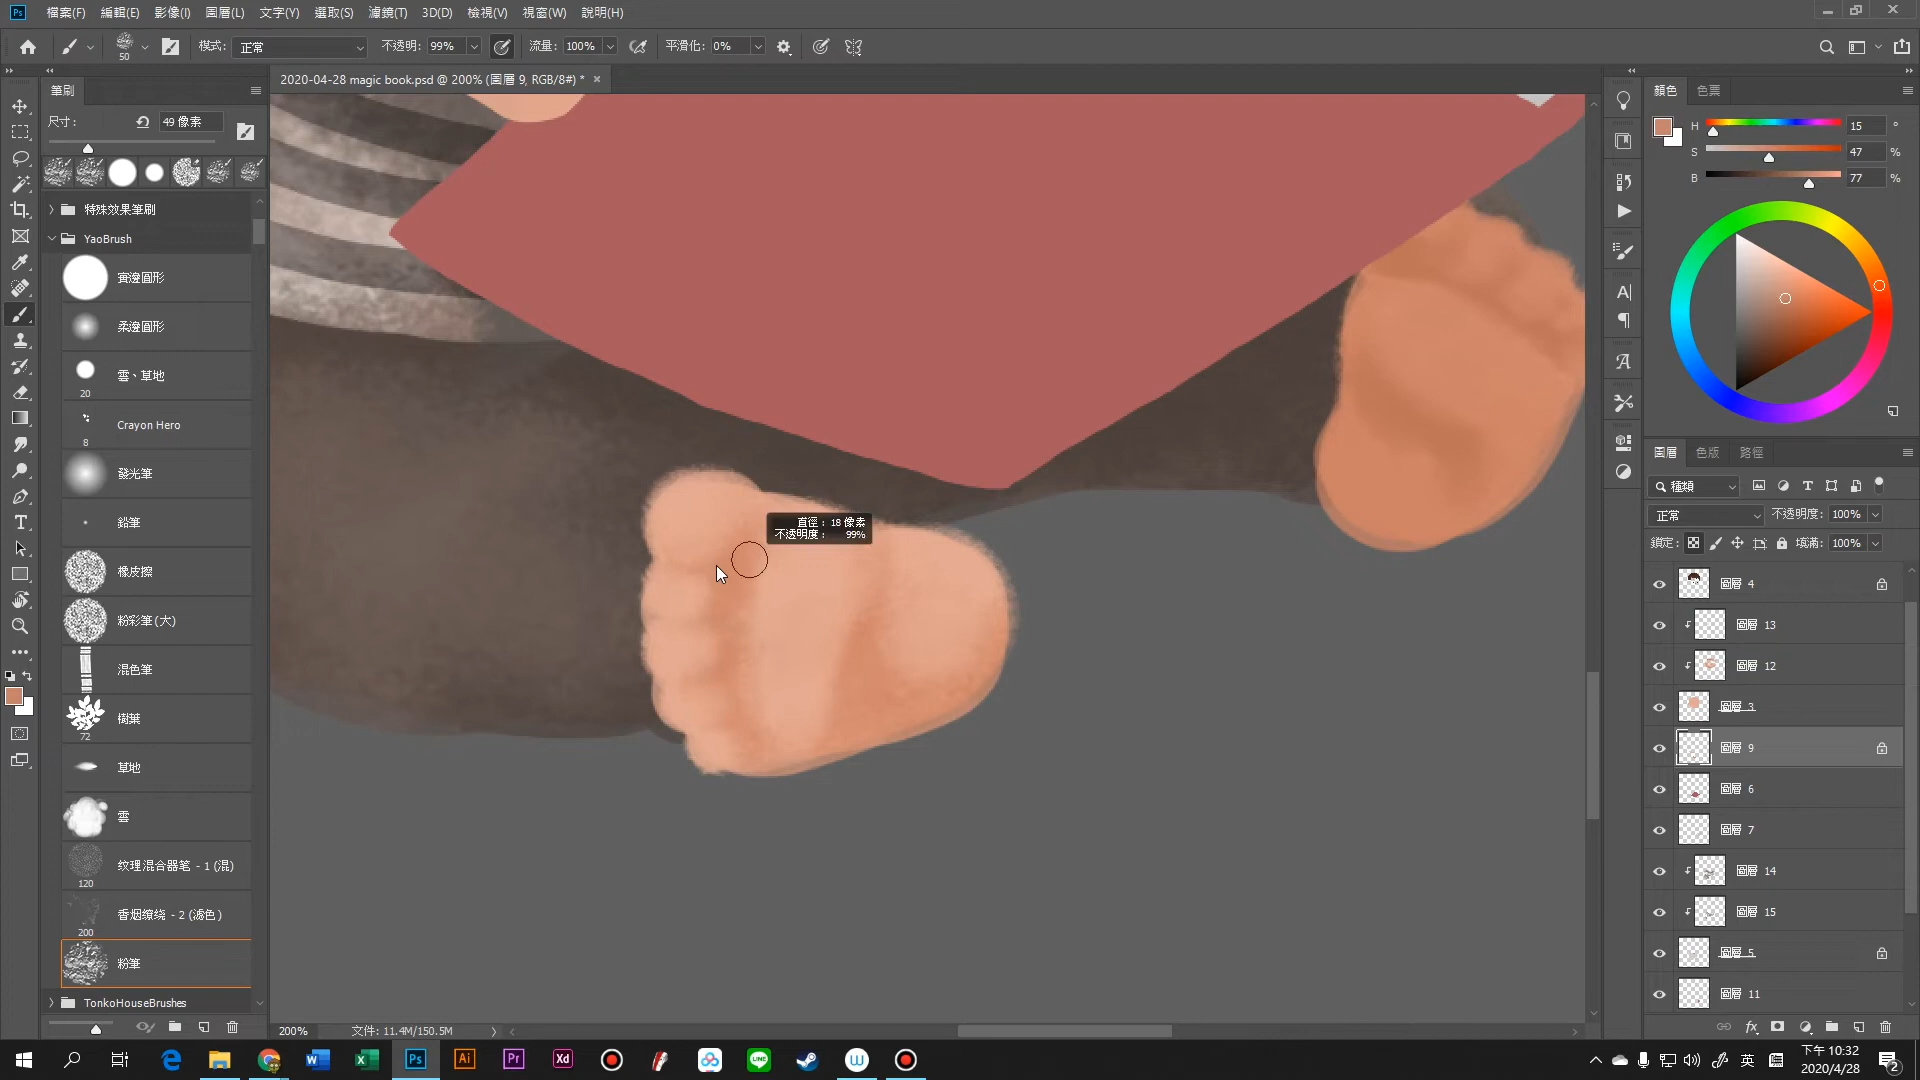 Ps 檔案(F) 編輯(E) 影像(I) 圖層(L) 文字(Y) 選取(S) 濾鏡(T) 3D(D) 檢視(V) 視窗(W) 說明(H)
50 模式: 正常 不透明: 99% 流量: 100% 平滑化: 0%
筆刷
2020-04-28 magic book.psd @ 200% (圖層 9, RGB/8#) *
顏色 色票
尺寸: 49 像素
H 15 °
S 47 %
B 77 %
特殊效果筆刷
YaoBrush
實邊圓形
柔邊圓形
雲、草地
20
Crayon Hero
8
發光筆
鉛筆
橡皮擦
粉彩筆 (大)
混色筆
樹葉
72
草地
雲
纹理混合器笔 - 1 (混)
120
香烟缭绕 - 2 (滤色)
200
粉筆
TonkoHouseBrushes
直徑: 18 像素
不透明度: 99%
圖層 色版 路徑
種類
正常 不透明度: 100%
鎖定: 填滿: 100%
圖層 4
圖層 13
圖層 12
圖層 3
圖層 9
圖層 6
圖層 7
圖層 14
圖層 15
圖層 5
圖層 11
fx
200% 文件: 11.4M/150.5M
Ps Ai Pr Xd LINE
英
下午 10:32
2020/4/28
2